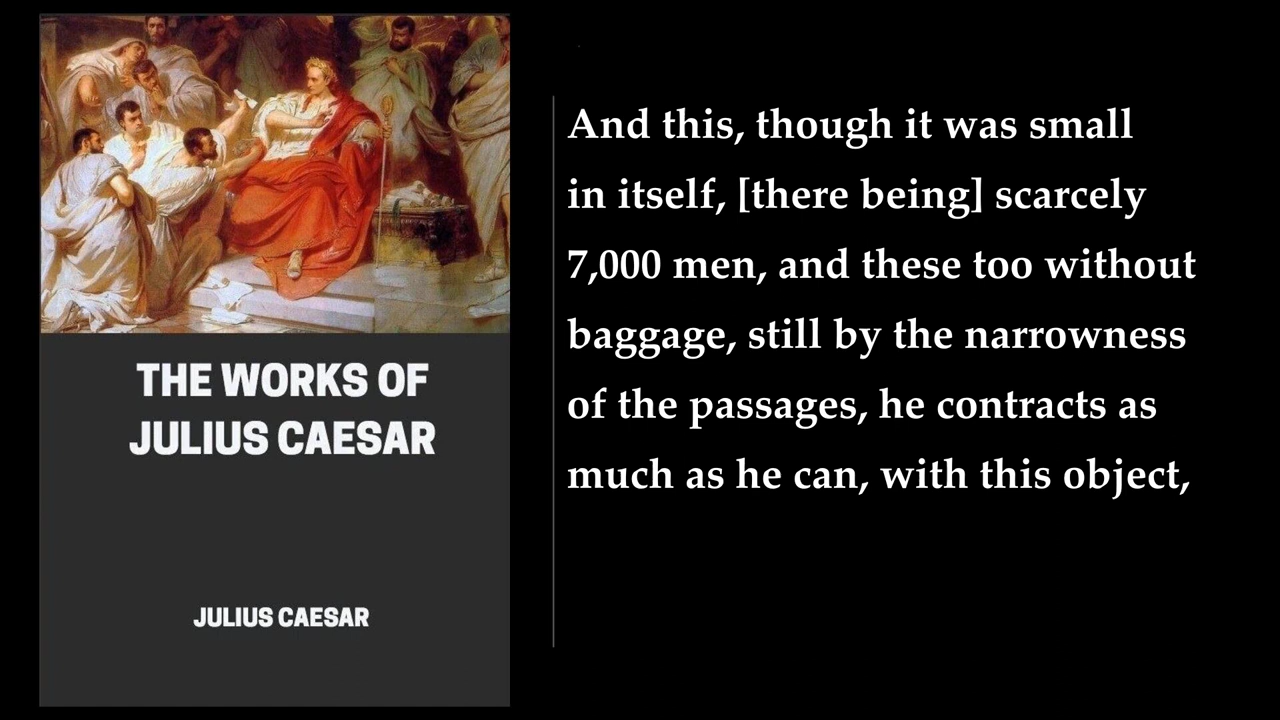 THE WORKS OF
JULIUS CAESAR
JULIUS CAESAR
And this, though it was small
in itself, [there being] scarcely
7,000 men, and these too without
baggage, still by the narrowness
of the passages, he contracts as
much as he can, with this object,